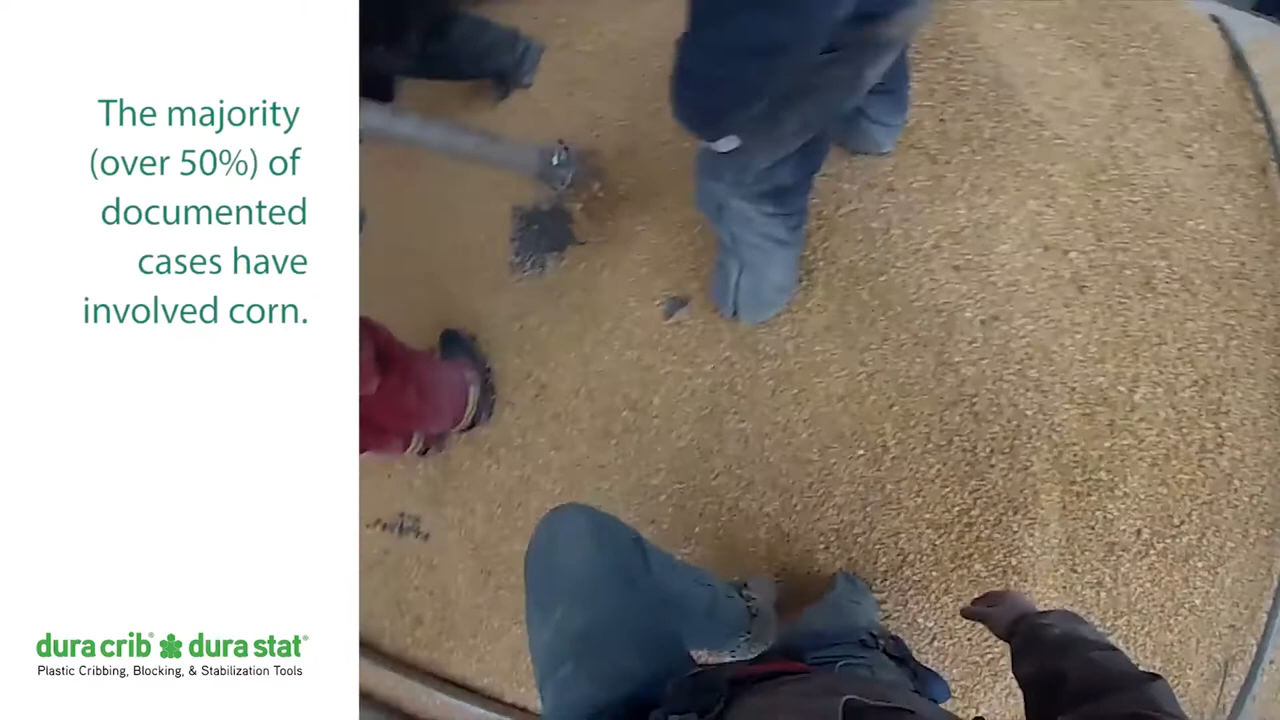 The majority
(over 50%) of
documented
cases have
involved corn.
dura crib® dura stat®
Plastic Cribbing, Blocking, & Stabilization Tools